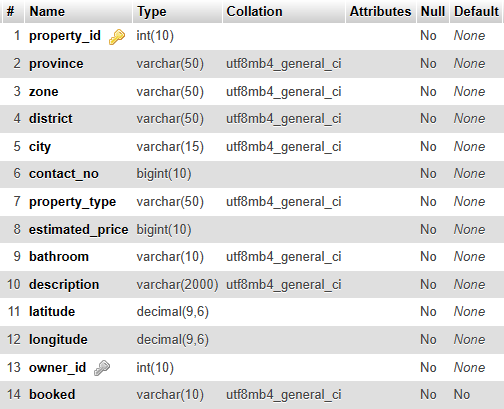 # Name Type Collation Attributes Null Default
1 property_id int(10) No None
2 province varchar(50) utf8mb4_general_ci No None
3 zone varchar(50) utf8mb4_general_ci No None
4 district varchar(50) utf8mb4_general_ci No None
5 city varchar(15) utf8mb4_general_ci No None
6 contact_no bigint(10) No None
7 property_type varchar(50) utf8mb4_general_ci No None
8 estimated_price bigint(10) No None
9 bathroom varchar(10) utf8mb4_general_ci No None
10 description varchar(2000) utf8mb4_general_ci No None
11 latitude decimal(9,6) No None
12 longitude decimal(9,6) No None
13 owner_id int(10) No None
14 booked varchar(10) utf8mb4_general_ci No No